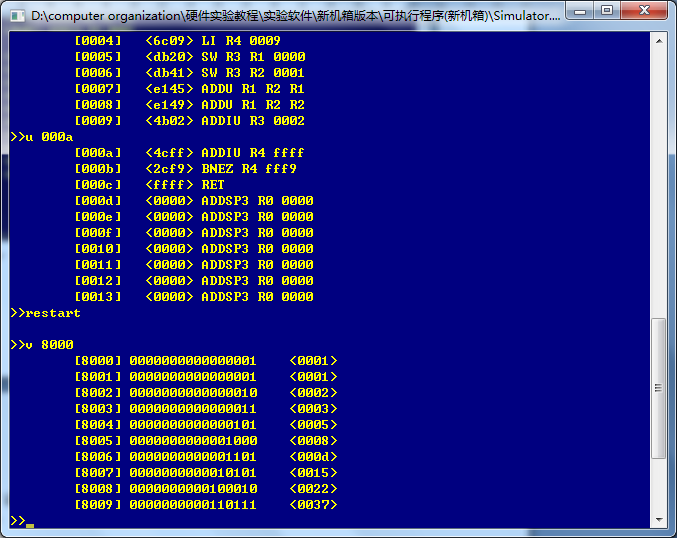 D:\computer organization\硬件实验教程\实验软件\新机箱版本\可执行程序(新机箱)\Simulator....
[0004] <6c09> LI R4 0009
[0005] <db20> SW R3 R1 0000
[0006] <db41> SW R3 R2 0001
[0007] <e145> ADDU R1 R2 R1
[0008] <e149> ADDU R1 R2 R2
[0009] <4b02> ADDIU R3 0002
>>u 000a
[000a] <4cff> ADDIU R4 ffff
[000b] <2cf9> BNEZ R4 fff9
[000c] <ffff> RET
[000d] <0000> ADDSP3 R0 0000
[000e] <0000> ADDSP3 R0 0000
[000f] <0000> ADDSP3 R0 0000
[0010] <0000> ADDSP3 R0 0000
[0011] <0000> ADDSP3 R0 0000
[0012] <0000> ADDSP3 R0 0000
[0013] <0000> ADDSP3 R0 0000
>>restart
>>v 8000
[8000] 0000000000000001 <0001>
[8001] 0000000000000001 <0001>
[8002] 0000000000000010 <0002>
[8003] 0000000000000011 <0003>
[8004] 0000000000000101 <0005>
[8005] 0000000000001000 <0008>
[8006] 0000000000001101 <000d>
[8007] 0000000000010101 <0015>
[8008] 0000000000100010 <0022>
[8009] 0000000000110111 <0037>
>>_